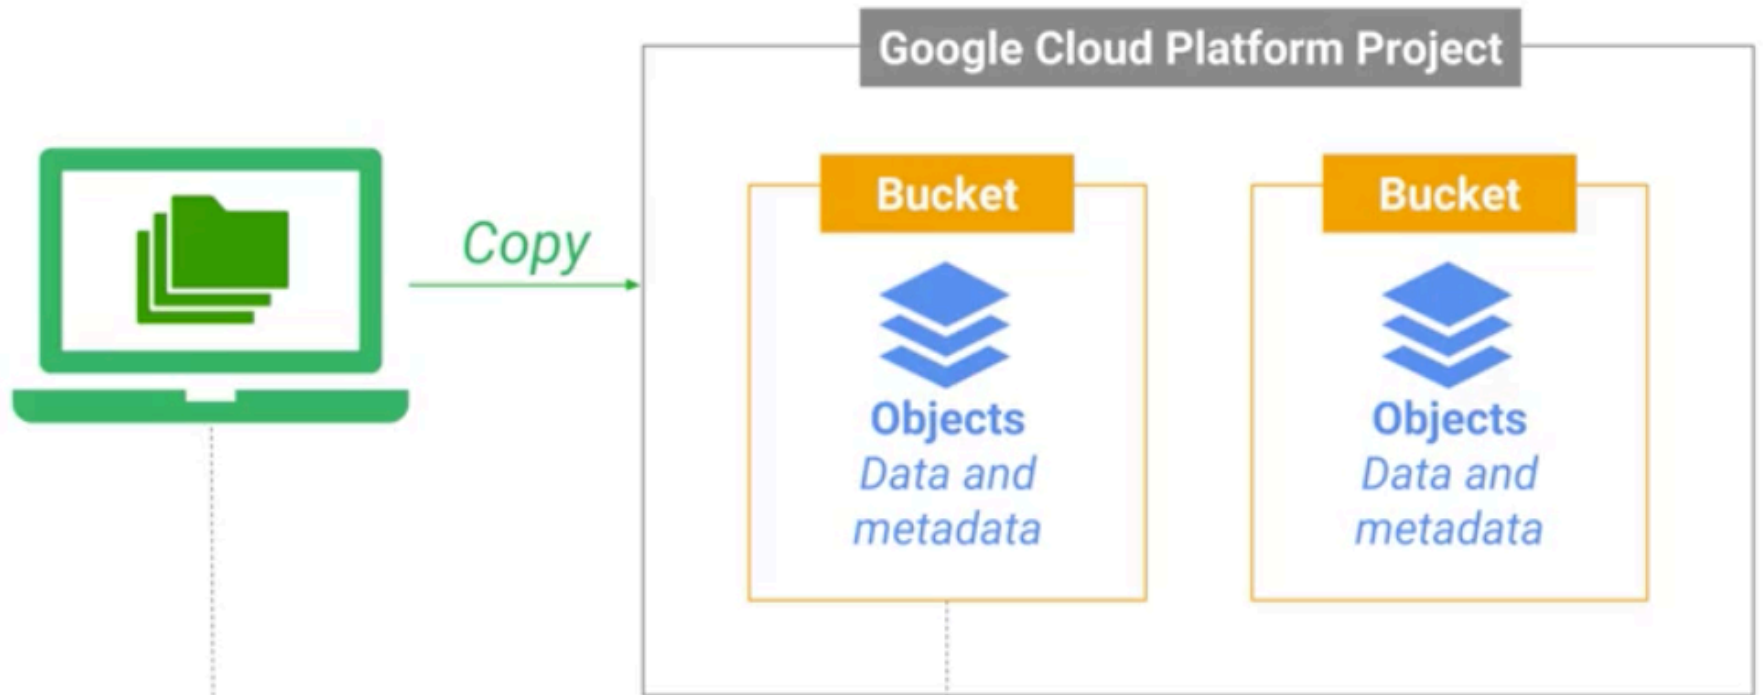 Google Cloud Platform Project
Bucket
Bucket
Copy
Objects
Data and
metadata
Objects
Data and
metadata